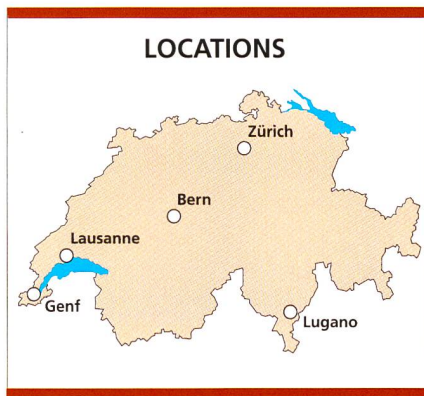 LOCATIONS
Zürich
Bern
Lausanne
Genf
Lugano